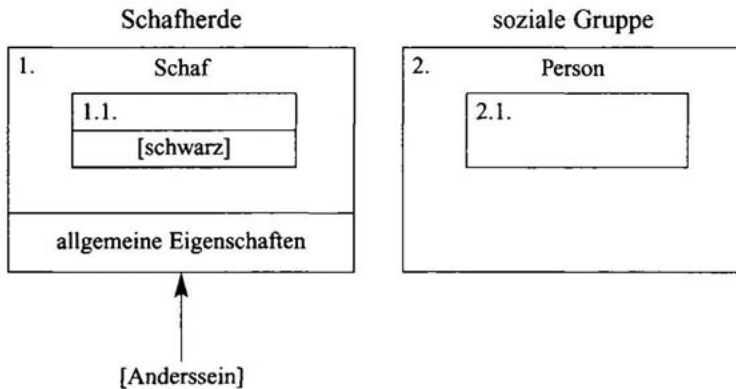 Schafherde
1. Schaf
1.1.
[schwarz]
allgemeine Eigenschaften
[Anderssein]
soziale Gruppe
2. Person
2.1.